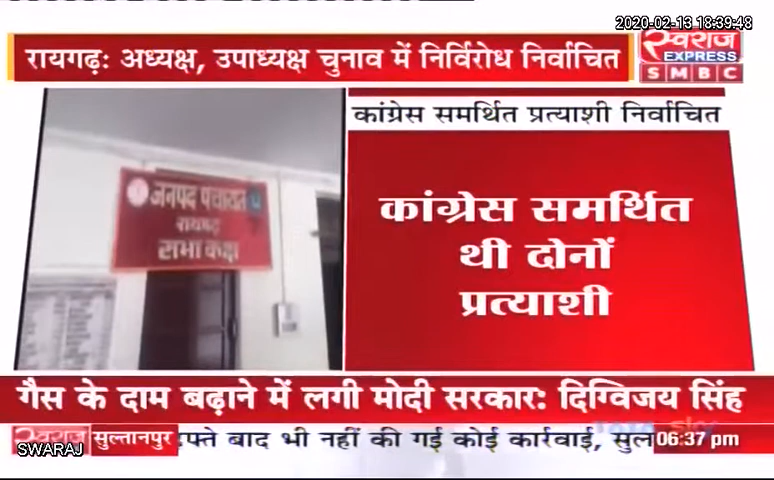 2020-02-13 18:39:48
रायगढ़: अध्यक्ष, उपाध्यक्ष चुनाव में निर्विरोध निर्वाचित
स्वराज
EXPRESS
SMBC
कांग्रेस समर्थित प्रत्याशी निर्वाचित
जनपद पंचायत
रायगढ़
सभा कक्ष
कांग्रेस समर्थित
थी दोनों
प्रत्याशी
गैस के दाम बढ़ाने में लगी मोदी सरकार: दिग्विजय सिंह
स्वराज सुल्तानपुर
बाद भी नहीं की गई कोई कार्रवाई,
06:37 pm
SWARAJ